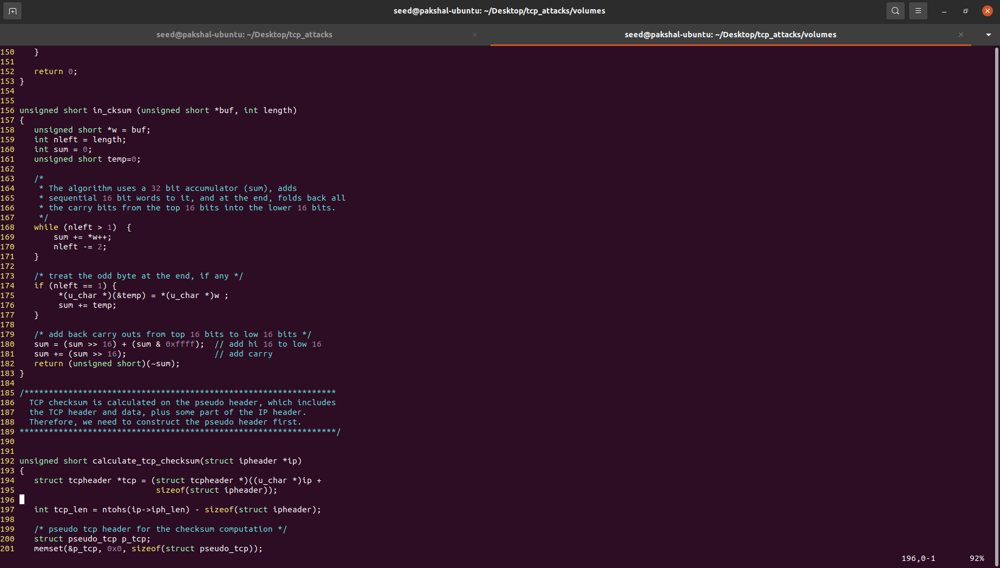 seed@pakshal-ubuntu: ~/Desktop/tcp_attacks/volumes
seed@pakshal-ubuntu: ~/Desktop/tcp_attacks
seed@pakshal-ubuntu: ~/Desktop/tcp_attacks/volumes
150    }
151
152    return 0;
153 }
154
155
156 unsigned short in_cksum (unsigned short *buf, int length)
157 {
158    unsigned short *w = buf;
159    int nleft = length;
160    int sum = 0;
161    unsigned short temp=0;
162
163    /*
164     * The algorithm uses a 32 bit accumulator (sum), adds
165     * sequential 16 bit words to it, and at the end, folds back all
166     * the carry bits from the top 16 bits into the lower 16 bits.
167     */
168    while (nleft > 1)  {
169        sum += *w++;
170        nleft -= 2;
171    }
172
173    /* treat the odd byte at the end, if any */
174    if (nleft == 1) {
175         *(u_char *)(&temp) = *(u_char *)w ;
176         sum += temp;
177    }
178
179    /* add back carry outs from top 16 bits to low 16 bits */
180    sum = (sum >> 16) + (sum & 0xffff);  // add hi 16 to low 16
181    sum += (sum >> 16);                  // add carry
182    return (unsigned short)(~sum);
183 }
184
185 /****************************************************************
186   TCP checksum is calculated on the pseudo header, which includes
187   the TCP header and data, plus some part of the IP header.
188   Therefore, we need to construct the pseudo header first.
189 *****************************************************************/
190
191
192 unsigned short calculate_tcp_checksum(struct ipheader *ip)
193 {
194    struct tcpheader *tcp = (struct tcpheader *)((u_char *)ip +
195                             sizeof(struct ipheader));
196
197    int tcp_len = ntohs(ip->iph_len) - sizeof(struct ipheader);
198
199    /* pseudo tcp header for the checksum computation */
200    struct pseudo_tcp p_tcp;
201    memset(&p_tcp, 0x0, sizeof(struct pseudo_tcp));
196,0-1       92%